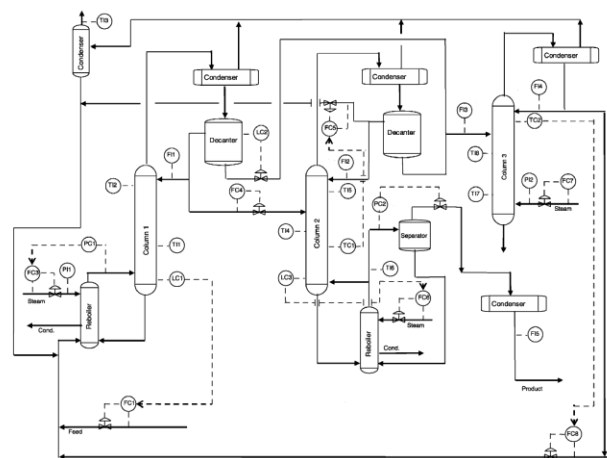 TI3
Condenser
Condenser
Condenser
Condenser
Decanter
LC2
Decanter
FC5
FI1
FI2
FI3
FI4
TC2
TI2
Column 1
FC4
TI5
PC2
TI6
TI7
PI2
FC7
Steam
Column 3
TI4
Column 2
TC1
Separator
TI1
PC1
LC1
LC3
TI6
FC3
PI1
Steam
Reboiler
Cond.
FC6
Steam
Reboiler
Cond.
Condenser
FI5
Product
FC1
Feed
FC8